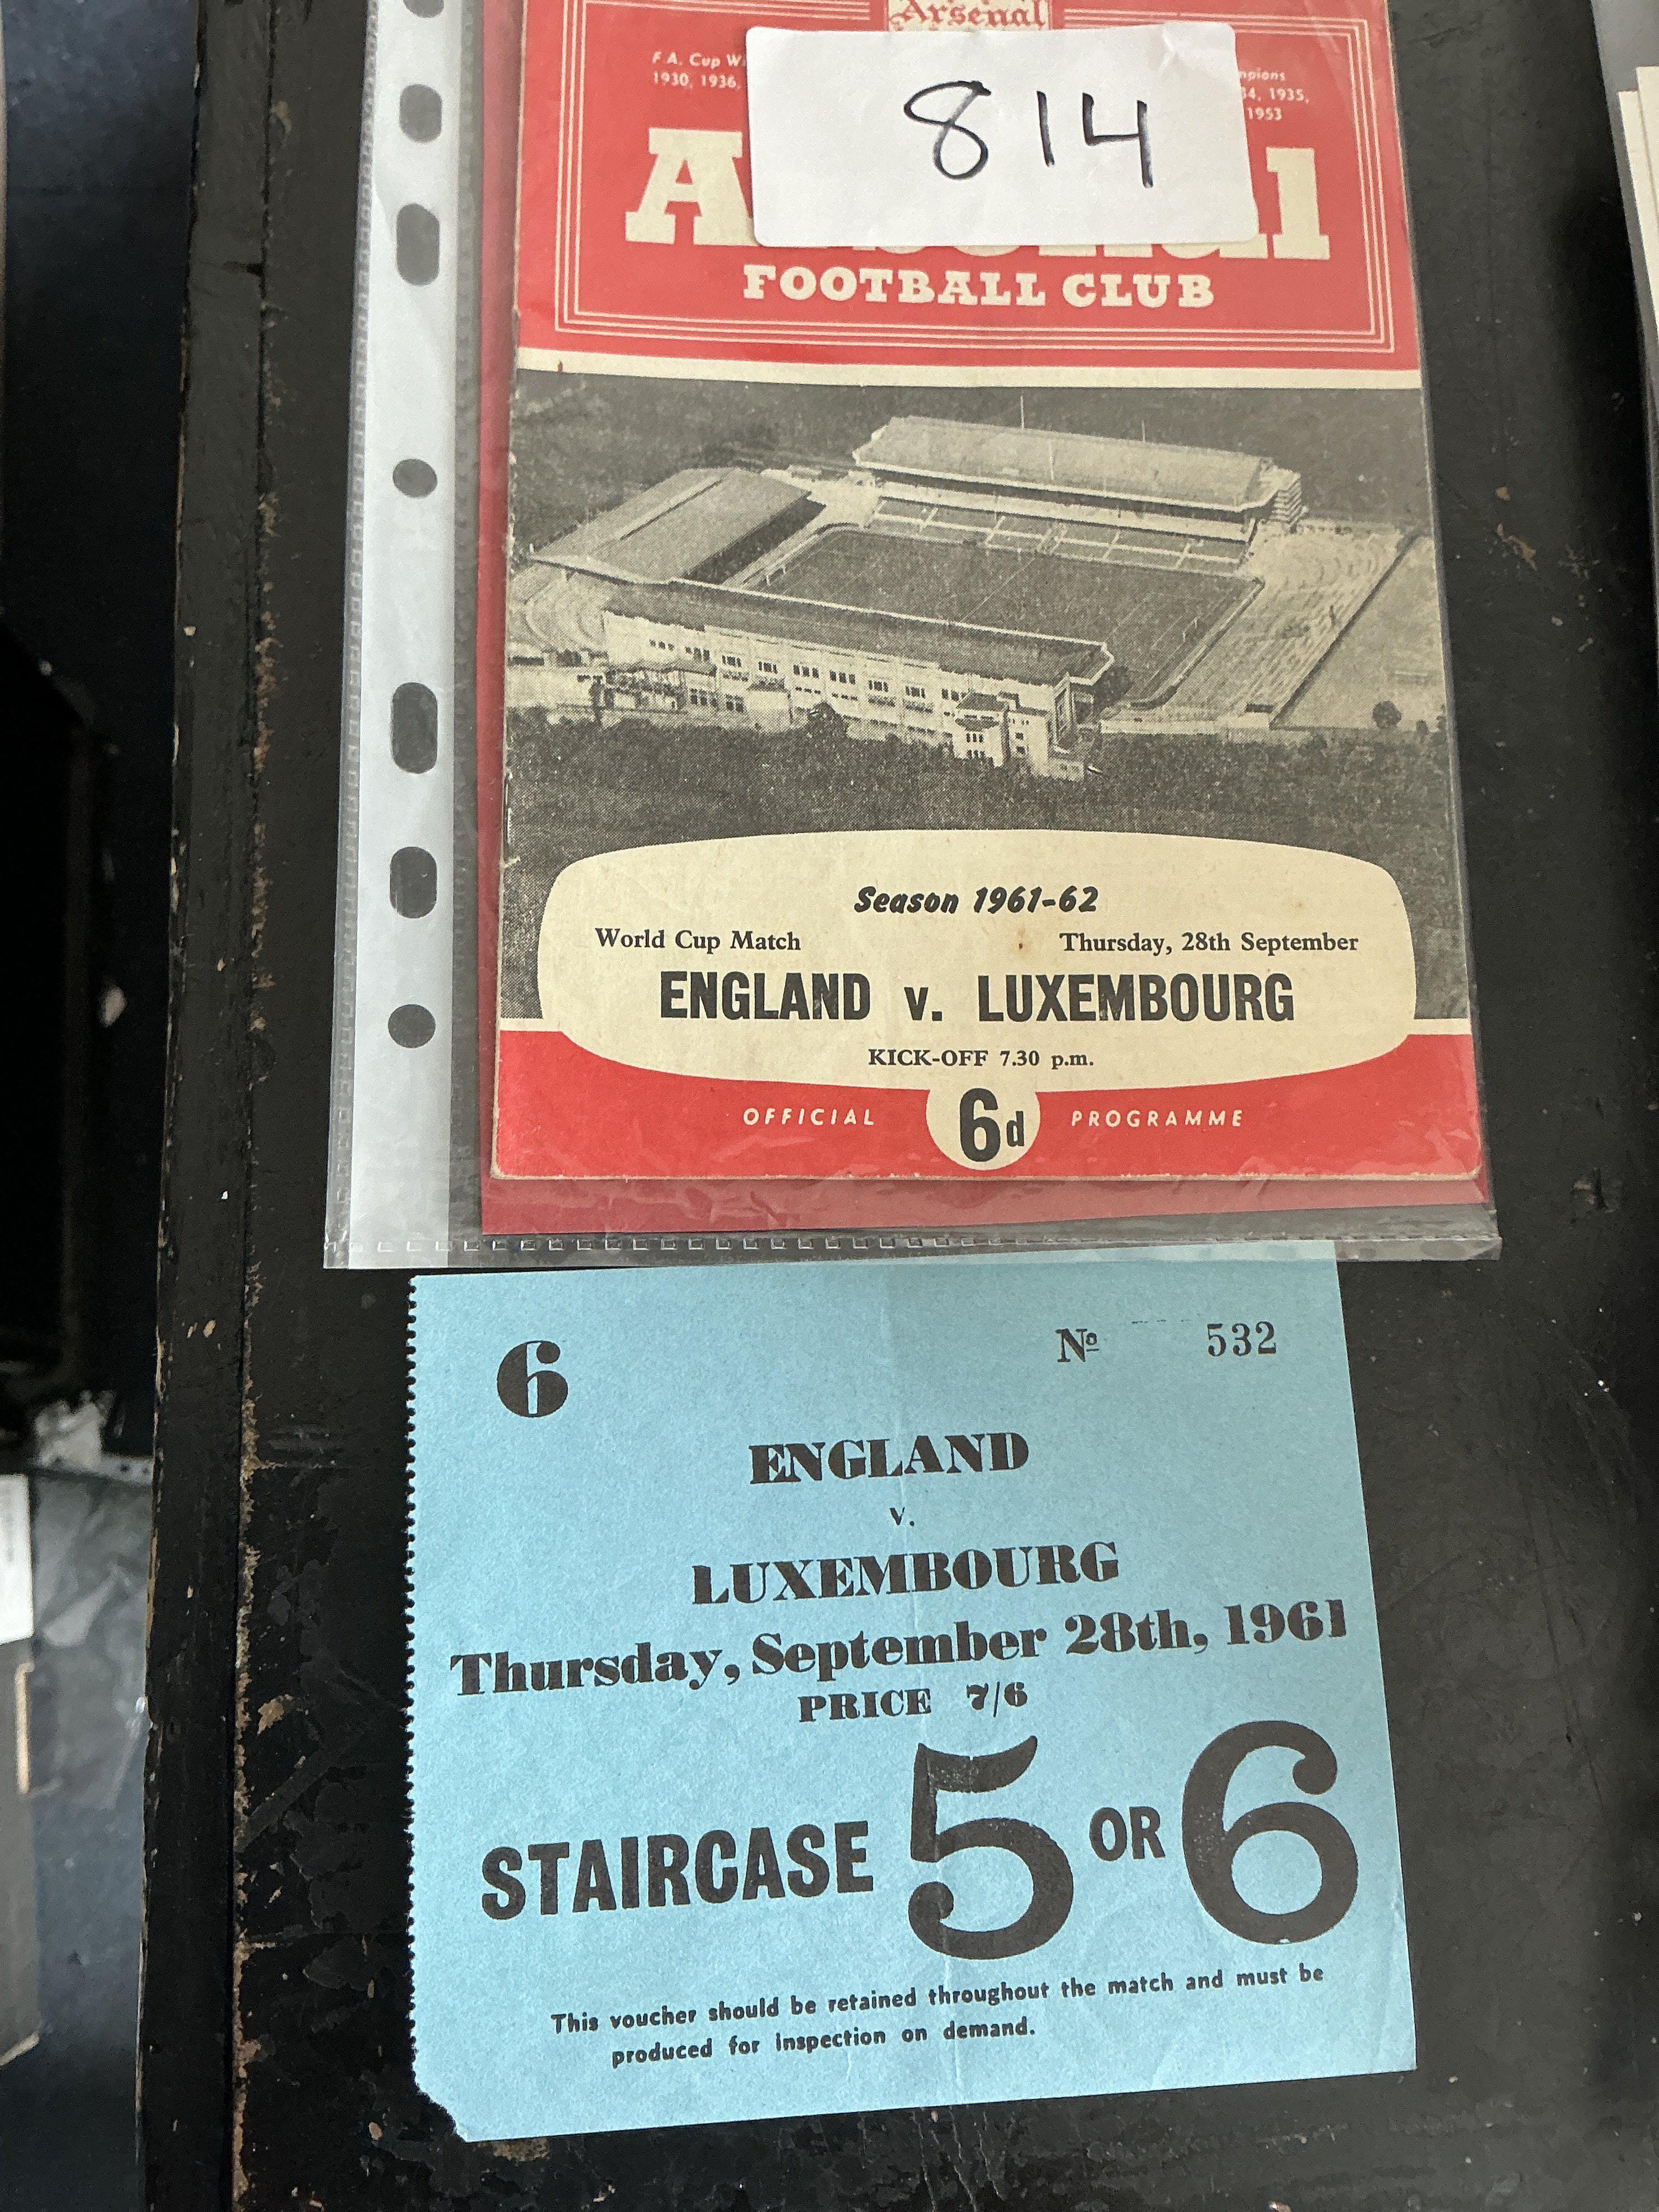 Arsenal
F.A. Cup
1930, 1936,
1935,
1953
814
FOOTBALL CLUB
Season 1961-62
World Cup Match Thursday, 28th September
ENGLAND v. LUXEMBOURG
KICK-OFF 7.30 p.m.
OFFICIAL 6d PROGRAMME
6 Nº 532
ENGLAND
v.
LUXEMBOURG
Thursday, September 28th, 1961
PRICE 7/6
STAIRCASE 5 OR 6
This voucher should be retained throughout the match and must be
produced for inspection on demand.